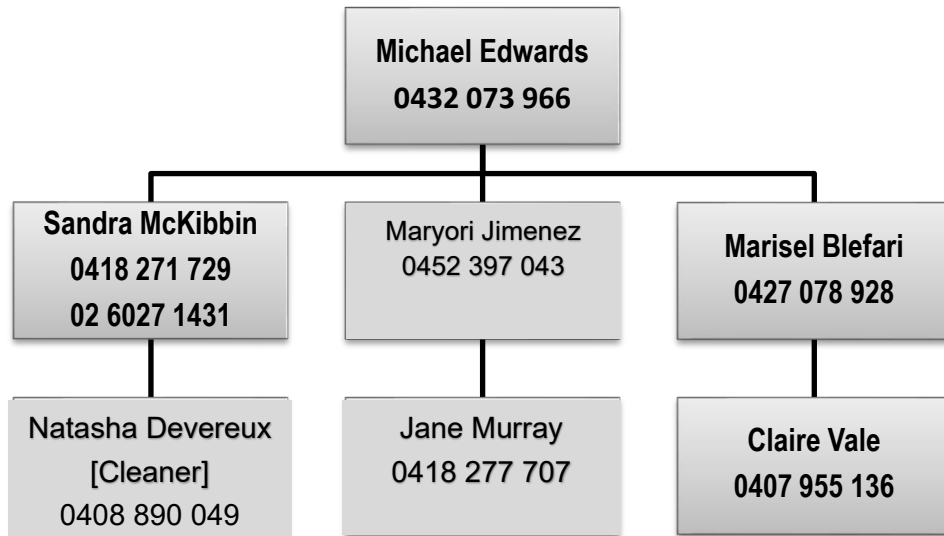 Michael Edwards
0432 073 966
Sandra McKibbin
0418 271 729
02 6027 1431
Maryori Jimenez
0452 397 043
Marisel Blefari
0427 078 928
Natasha Devereux
[Cleaner]
0408 890 049
Jane Murray
0418 277 707
Claire Vale
0407 955 136